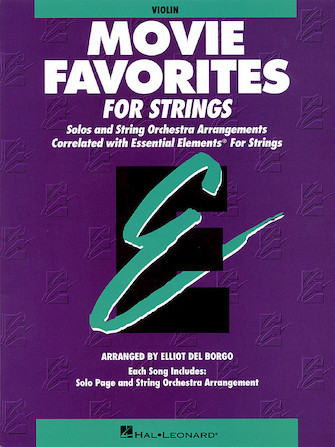 VIOLIN
MOVIE
FAVORITES
FOR STRINGS
Solos and String Orchestra Arrangements
Correlated with Essential Elements® For Strings
E
ARRANGED BY ELLIOT DEL BORGO
Each Song Includes:
Solo Page and String Orchestra Arrangement
HAL•LEONARD®